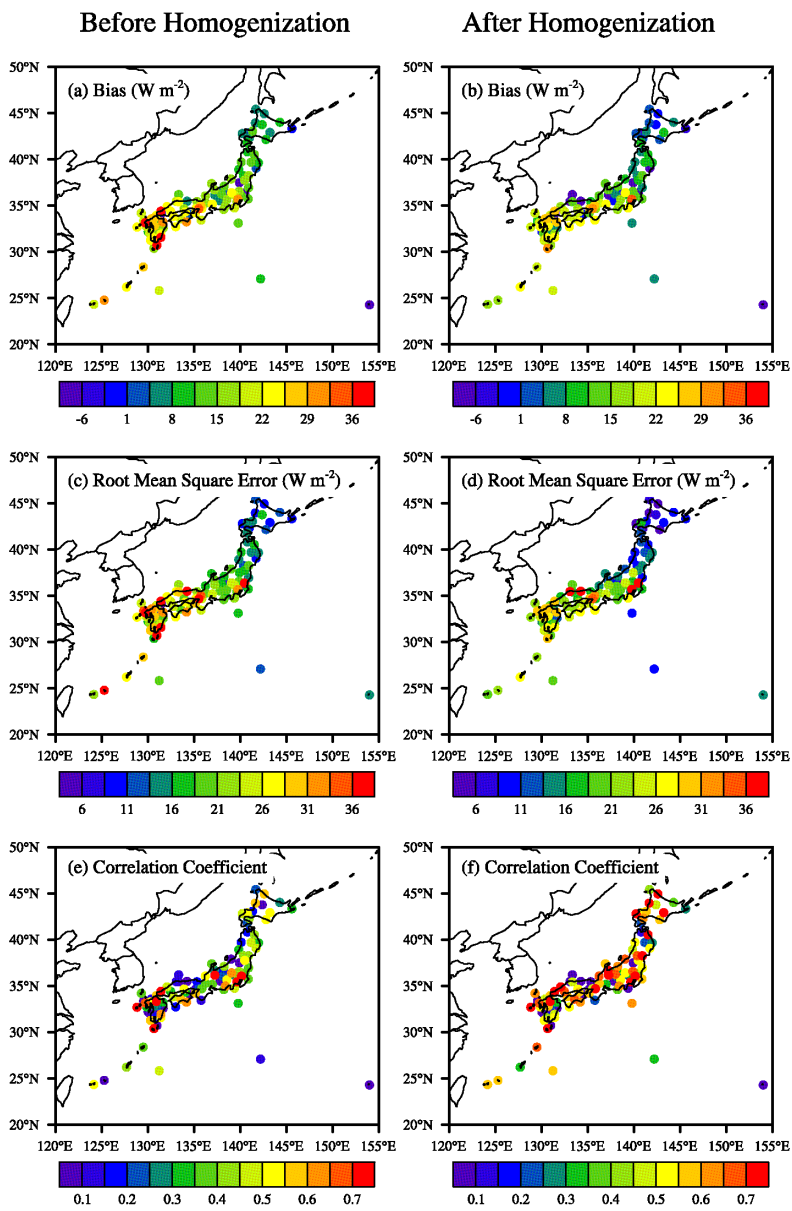 Before Homogenization After Homogenization
(a) Bias (W m⁻²) (b) Bias (W m⁻²)
50°N 50°N
45°N 45°N
40°N 40°N
35°N 35°N
30°N 30°N
25°N 25°N
20°N 20°N
120°E 125°E 130°E 135°E 140°E 145°E 150°E 155°E 120°E 125°E 130°E 135°E 140°E 145°E 150°E 155°E
-6 1 8 15 22 29 36 -6 1 8 15 22 29 36
(c) Root Mean Square Error (W m⁻²) (d) Root Mean Square Error (W m⁻²)
50°N 50°N
45°N 45°N
40°N 40°N
35°N 35°N
30°N 30°N
25°N 25°N
20°N 20°N
120°E 125°E 130°E 135°E 140°E 145°E 150°E 155°E 120°E 125°E 130°E 135°E 140°E 145°E 150°E 155°E
6 11 16 21 26 31 36 6 11 16 21 26 31 36
(e) Correlation Coefficient (f) Correlation Coefficient
50°N 50°N
45°N 45°N
40°N 40°N
35°N 35°N
30°N 30°N
25°N 25°N
20°N 20°N
120°E 125°E 130°E 135°E 140°E 145°E 150°E 155°E 120°E 125°E 130°E 135°E 140°E 145°E 150°E 155°E
0.1 0.2 0.3 0.4 0.5 0.6 0.7 0.1 0.2 0.3 0.4 0.5 0.6 0.7